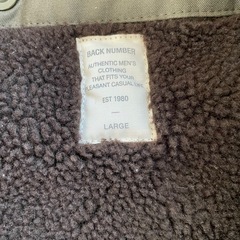 BACK NUMBER
AUTHENTIC MEN'S
CLOTHING
THAT FITS YOUR
PLEASANT CASUAL
EST 1980
LARGE